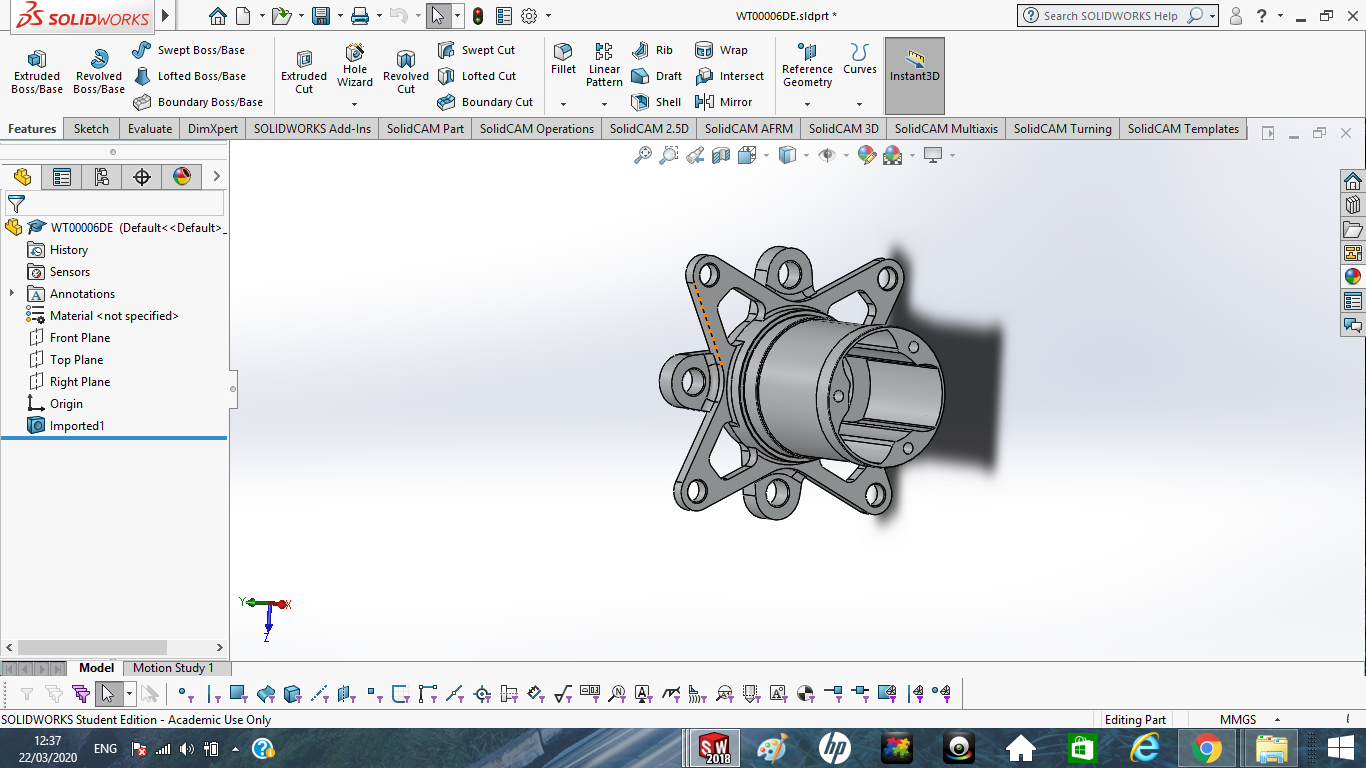 SOLIDWORKS
WT00006DE.sldprt *
Search SOLIDWORKS Help
?
Extruded Boss/Base
Revolved Boss/Base
Swept Boss/Base
Lofted Boss/Base
Boundary Boss/Base
Extruded Cut
Hole Wizard
Revolved Cut
Swept Cut
Lofted Cut
Boundary Cut
Fillet
Linear Pattern
Rib
Draft
Shell
Wrap
Intersect
Mirror
Reference Geometry
Curves
Instant3D
Features Sketch Evaluate DimXpert SOLIDWORKS Add-Ins SolidCAM Part SolidCAM Operations SolidCAM 2.5D SolidCAM AFRM SolidCAM 3D SolidCAM Multiaxis SolidCAM Turning SolidCAM Templates
WT00006DE (Default<<Default>_
History
Sensors
Annotations
Material <not specified>
Front Plane
Top Plane
Right Plane
Origin
Imported1
Y X
Z
Model Motion Study 1
SOLIDWORKS Student Edition - Academic Use Only
Editing Part MMGS
12:37
22/03/2020
ENG
SW
2018
hp